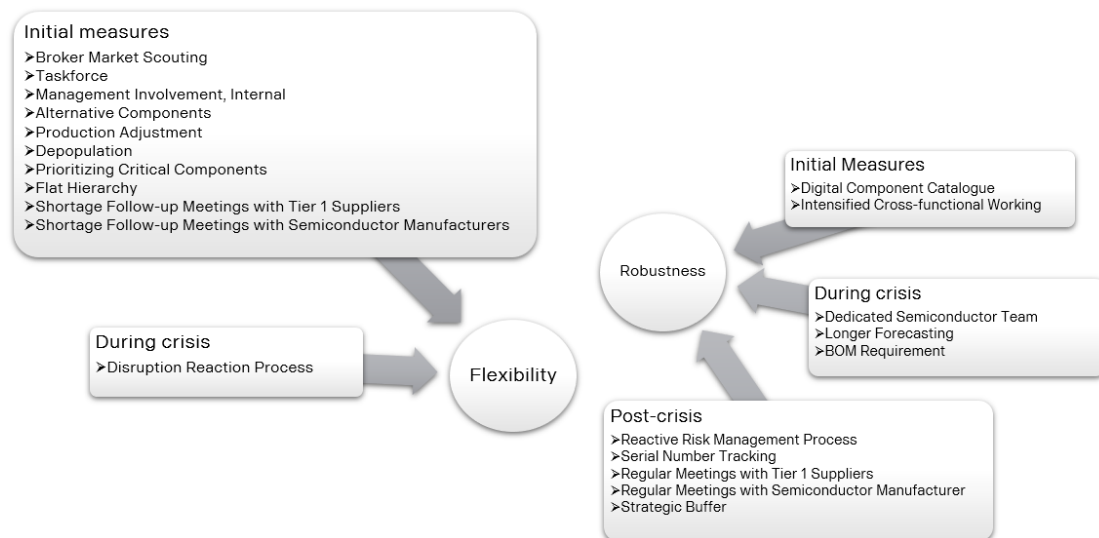 Initial measures
➢Broker Market Scouting
➢Taskforce
➢Management Involvement, Internal
➢Alternative Components
➢Production Adjustment
➢Depopulation
➢Prioritizing Critical Components
➢Flat Hierarchy
➢Shortage Follow-up Meetings with Tier 1 Suppliers
➢Shortage Follow-up Meetings with Semiconductor Manufacturers
During crisis
➢Disruption Reaction Process
Flexibility
Robustness
Initial Measures
➢Digital Component Catalogue
➢Intensified Cross-functional Working
During crisis
➢Dedicated Semiconductor Team
➢Longer Forecasting
➢BOM Requirement
Post-crisis
➢Reactive Risk Management Process
➢Serial Number Tracking
➢Regular Meetings with Tier 1 Suppliers
➢Regular Meetings with Semiconductor Manufacturer
➢Strategic Buffer